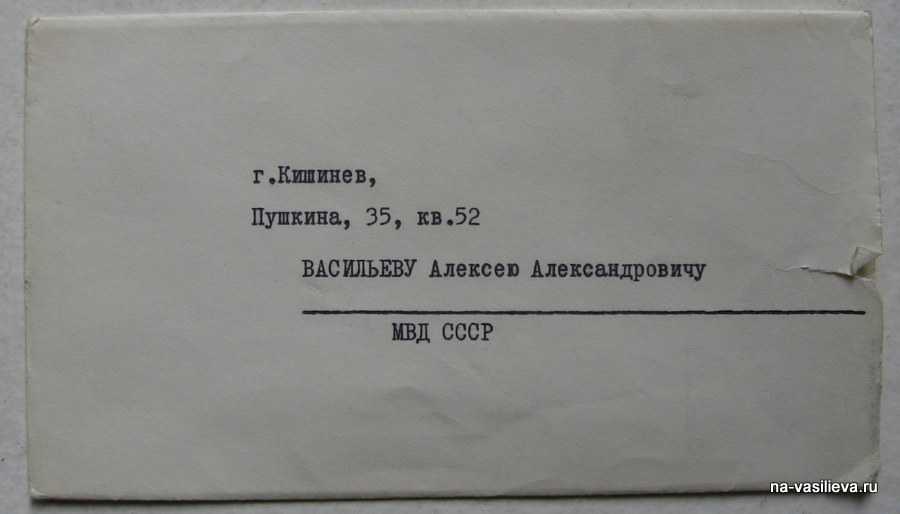 г.Кишинев,
Пушкина, 35, кв.52
ВАСИЛЬЕВУ Алексею Александровичу
МВД СССР
na-vasilieva.ru